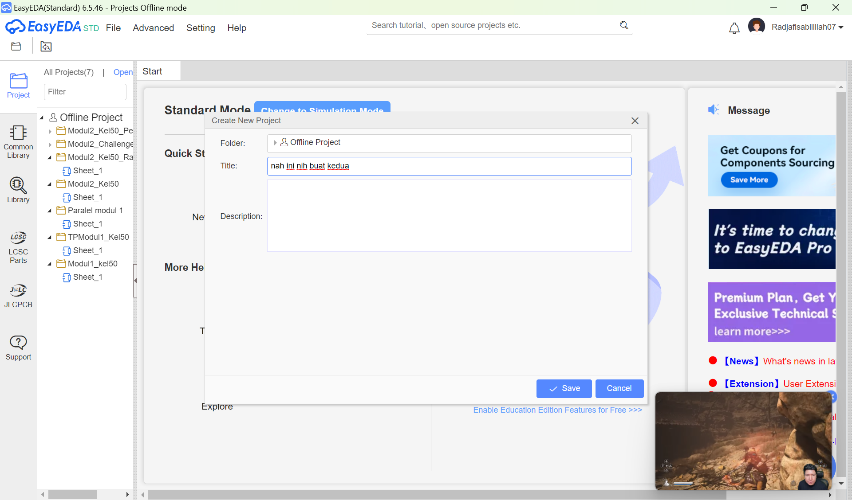 EasyEDA(Standard) 6.5.46 - Projects Offline mode
EasyEDA STD File Advanced Setting Help
Search tutorial, open source projects etc.
Radjafisabilillah07
All Projects(7) | Open
Start
Filter
Project
Common Library
Library
LCSC
LCSC Parts
JLCPCB
Support
Offline Project
Modul2_Kel50_Pe
Modul2_Challenge
Modul2_Kel50_Ra
Sheet_1
Modul2_Kel50
Sheet_1
Paralel modul 1
Sheet_1
TPModul1_Kel50
Sheet_1
Modul1_kel50
Sheet_1
Standard Mode
Change to Simulation Mode
Quick St
Ne
More He
T
Explore
Enable Education Edition Features for Free >>>
Create New Project
Folder:
Offline Project
Title:
nah ini nih buat kedua
Description:
Save
Cancel
Message
Get Coupons for
Components Sourcing
Save More
It's time to chang
to EasyEDA Pro
Premium Plan, Get Y
Exclusive Technical S
learn more>>>
【News】What's news in la
【Extension】User Extensi